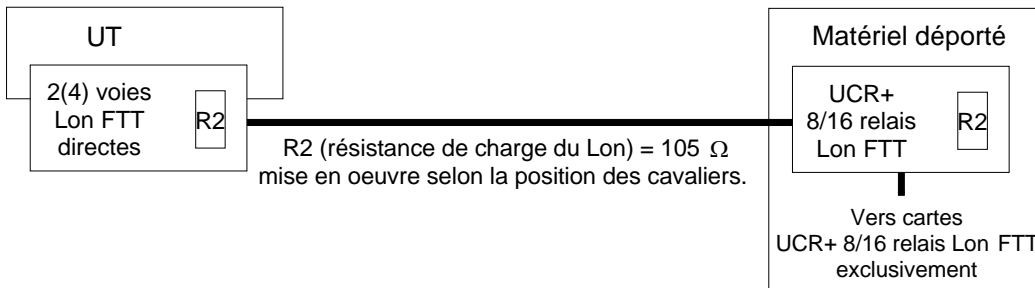 UT
2(4) voies
Lon FTT
directes
R2
R2 (résistance de charge du Lon) = 105 Ω
mise en oeuvre selon la position des cavaliers.
Matériel déporté
UCR+
8/16 relais
Lon FTT
R2
Vers cartes
UCR+ 8/16 relais Lon FTT
exclusivement